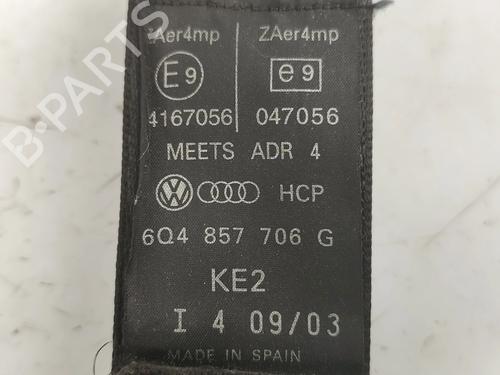 ZAer4mp ZAer4mp
E9 e9
4167056 047056
MEETS ADR 4
HCP
6Q4 857 706 G
KE2
I 4 09/03
MADE IN SPAIN
B-PARTS